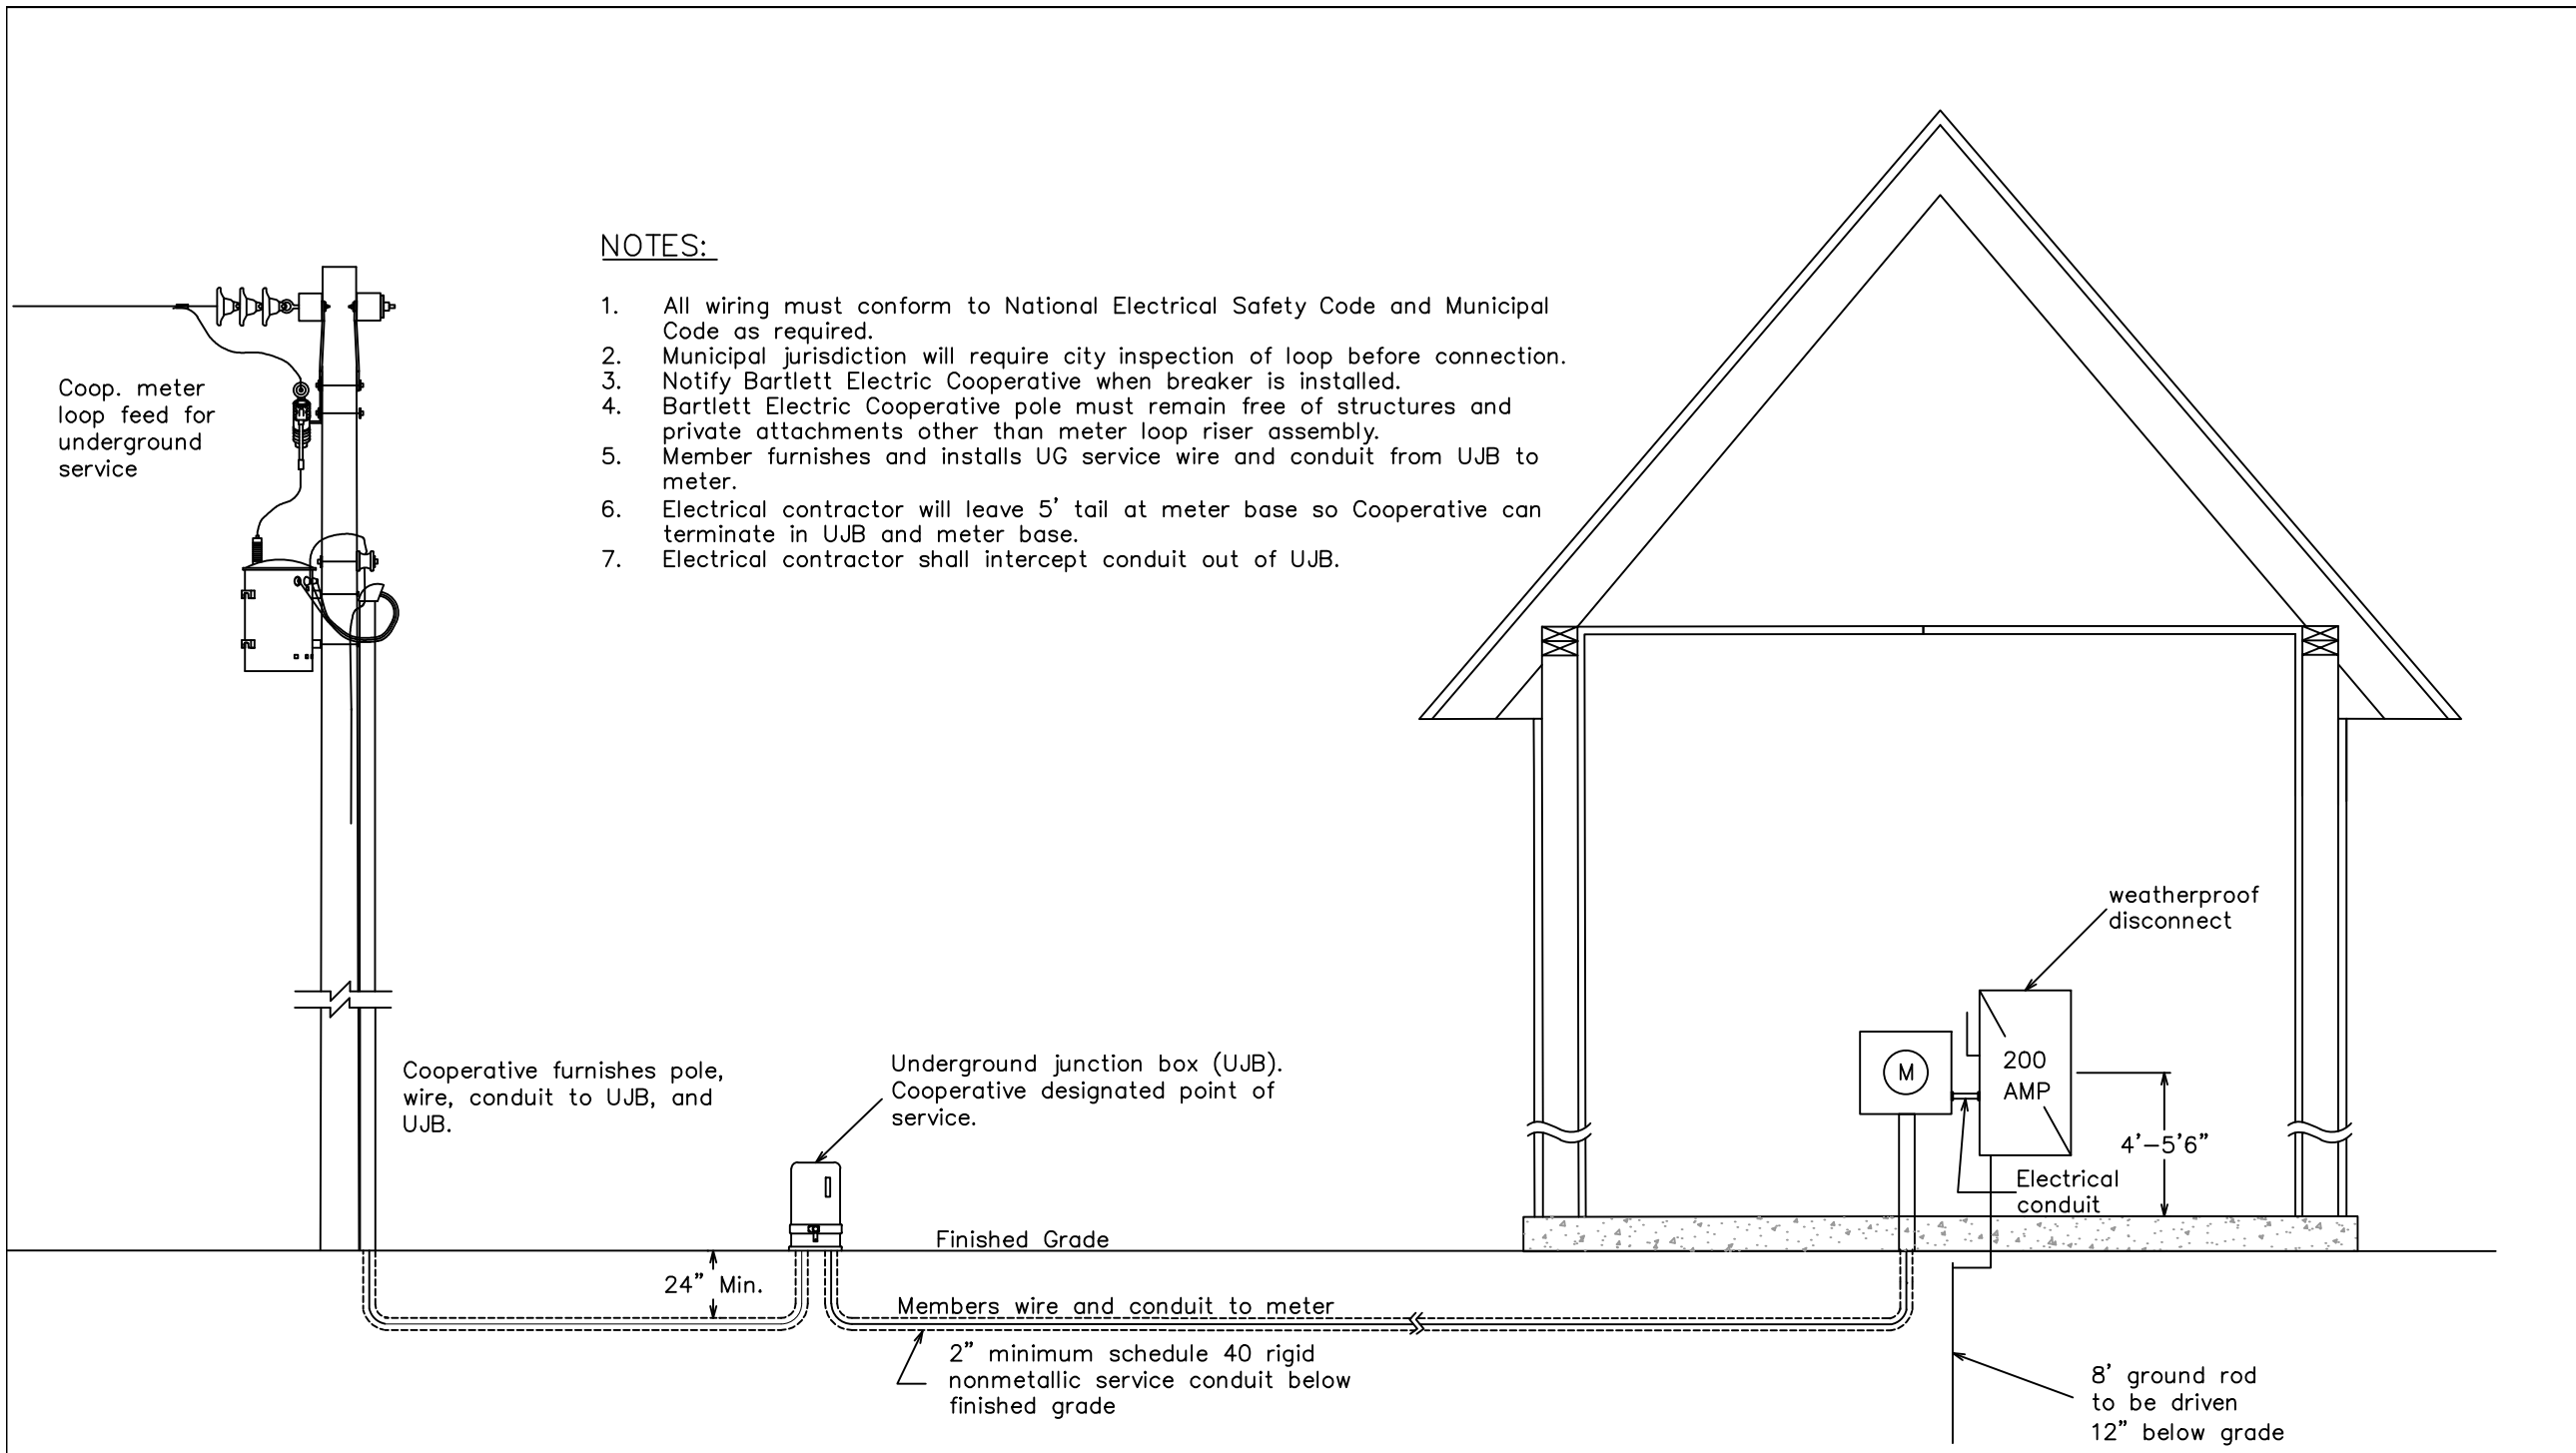 NOTES:
1. All wiring must conform to National Electrical Safety Code and Municipal
Code as required.
2. Municipal jurisdiction will require city inspection of loop before connection.
3. Notify Bartlett Electric Cooperative when breaker is installed.
4. Bartlett Electric Cooperative pole must remain free of structures and
private attachments other than meter loop riser assembly.
5. Member furnishes and installs UG service wire and conduit from UJB to
meter.
6. Electrical contractor will leave 5' tail at meter base so Cooperative can
terminate in UJB and meter base.
7. Electrical contractor shall intercept conduit out of UJB.
Coop. meter
loop feed for
underground
service
Cooperative furnishes pole,
wire, conduit to UJB, and
UJB.
Underground junction box (UJB).
Cooperative designated point of
service.
weatherproof
disconnect
M
200
AMP
4'-5'6"
Electrical
conduit
Finished Grade
24" Min.
Members wire and conduit to meter
2" minimum schedule 40 rigid
nonmetallic service conduit below
finished grade
8' ground rod
to be driven
12" below grade